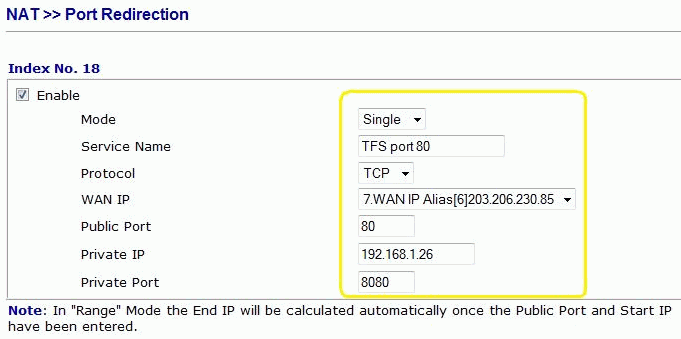 NAT >> Port Redirection
Index No. 18
Enable
Mode Single
Service Name TFS port 80
Protocol TCP
WAN IP 7.WAN IP Alias[6]203.206.230.85
Public Port 80
Private IP 192.168.1.26
Private Port 8080
Note: In "Range" Mode the End IP will be calculated automatically once the Public Port and Start IP
have been entered.